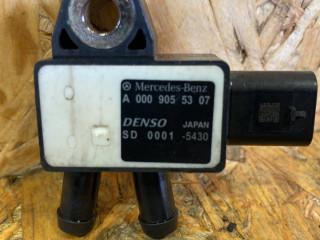 Mercedes-Benz
A 000 905 53 07
DENSO JAPAN
SD 0001 -5430